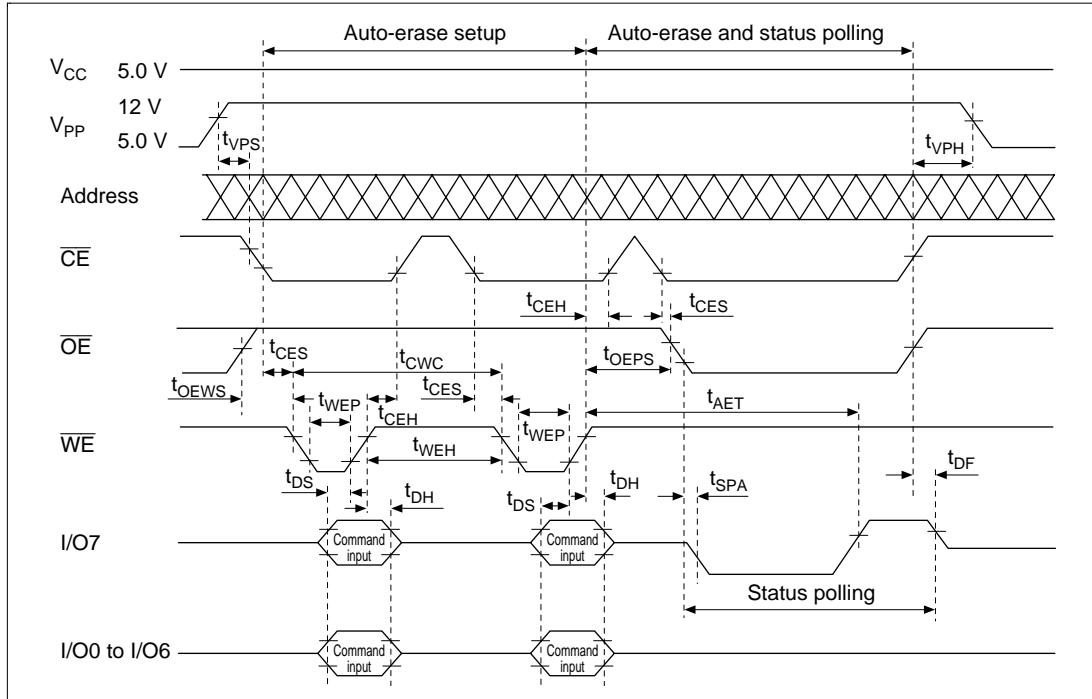 Auto-erase setup
Auto-erase and status polling
VCC 5.0 V
12 V
VPP
5.0 V
tVPS
tVPH
Address
CE
tCEH
tCES
OE
tCES
tCWC
tOEPS
tOEWS
tCES
tWEP
tCEH
tAET
tWEP
WE
tWEH
tDS
tDH
tDS
tDH
tSPA
tDF
I/O7
Command
input
Command
input
Status polling
I/O0 to I/O6
Command
input
Command
input